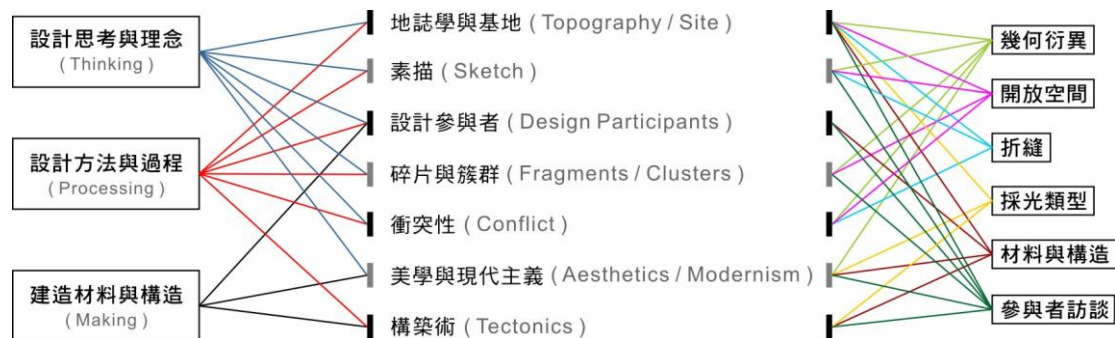 設計思考與理念
( Thinking )
設計方法與過程
( Processing )
建造材料與構造
( Making )
地誌學與基地 ( Topography / Site )
素描 ( Sketch )
設計參與者 ( Design Participants )
碎片與簇群 ( Fragments / Clusters )
衝突性 ( Conflict )
美學與現代主義 ( Aesthetics / Modernism )
構築術 ( Tectonics )
幾何衍異
開放空間
折縫
採光類型
材料與構造
參與者訪談